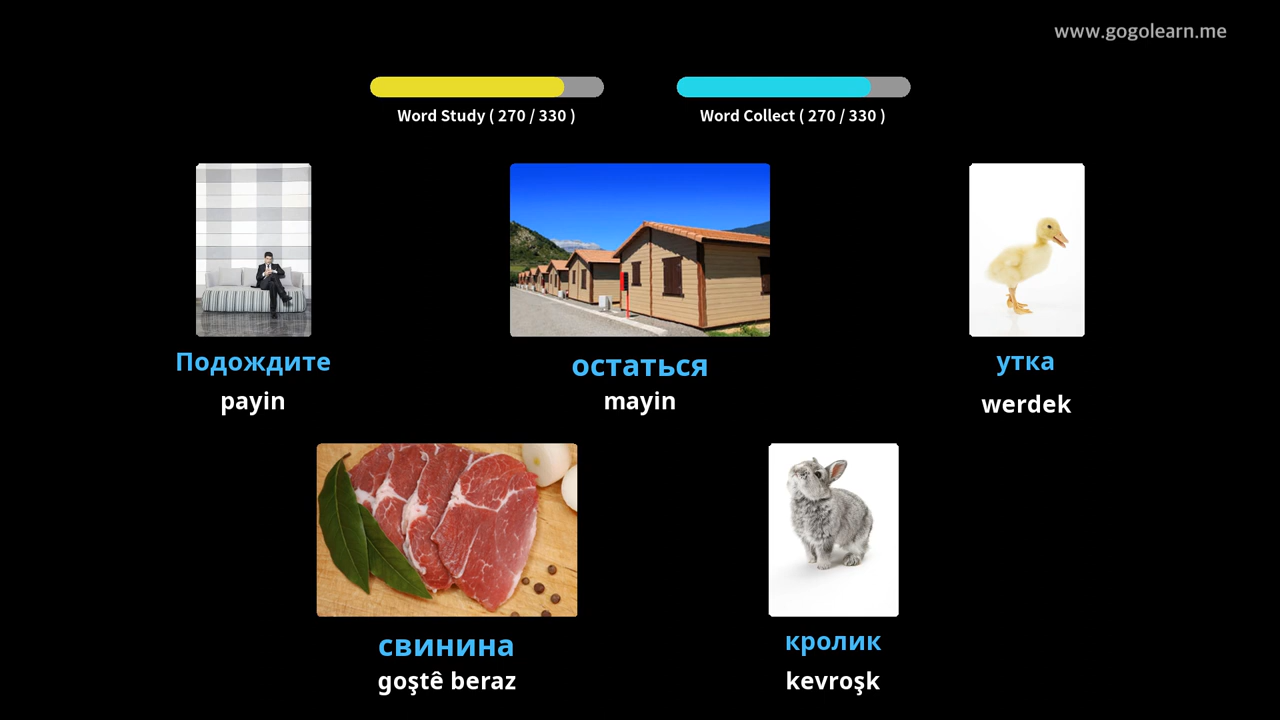 www.gogolearn.me
Word Study ( 270 / 330 )
Word Collect ( 270 / 330 )
Подождите
payin
остаться
mayin
утка
werdek
свинина
goştê beraz
кролик
kevroşk